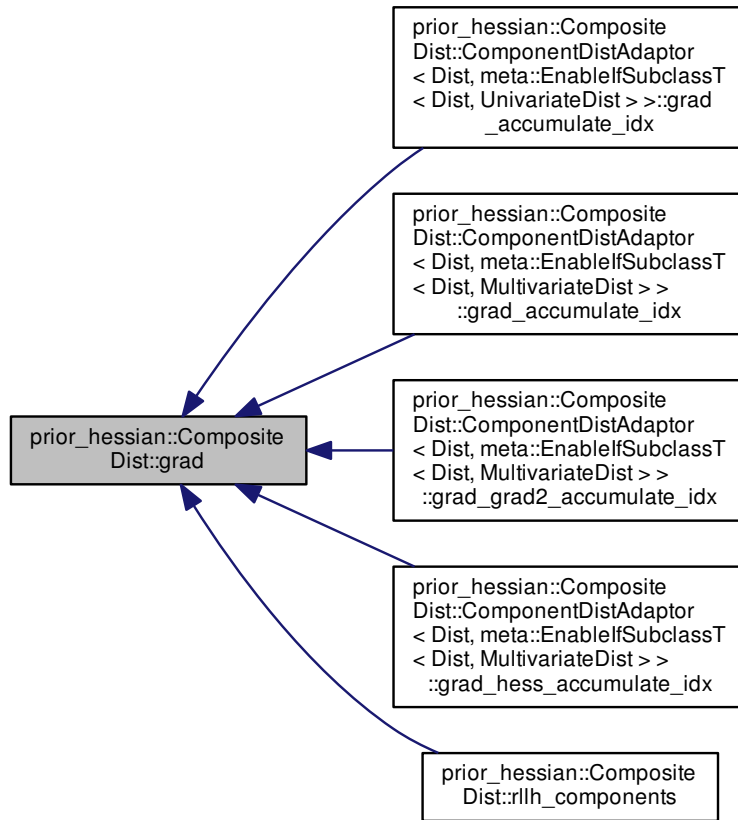 prior_hessian::Composite
Dist::ComponentDistAdaptor
< Dist, meta::EnableIfSubclassT
< Dist, UnivariateDist > >::grad
_accumulate_idx
prior_hessian::Composite
Dist::ComponentDistAdaptor
< Dist, meta::EnableIfSubclassT
< Dist, MultivariateDist > >
::grad_accumulate_idx
prior_hessian::Composite
Dist::grad
prior_hessian::Composite
Dist::ComponentDistAdaptor
< Dist, meta::EnableIfSubclassT
< Dist, MultivariateDist > >
::grad_grad2_accumulate_idx
prior_hessian::Composite
Dist::ComponentDistAdaptor
< Dist, meta::EnableIfSubclassT
< Dist, MultivariateDist > >
::grad_hess_accumulate_idx
prior_hessian::Composite
Dist::rllh_components